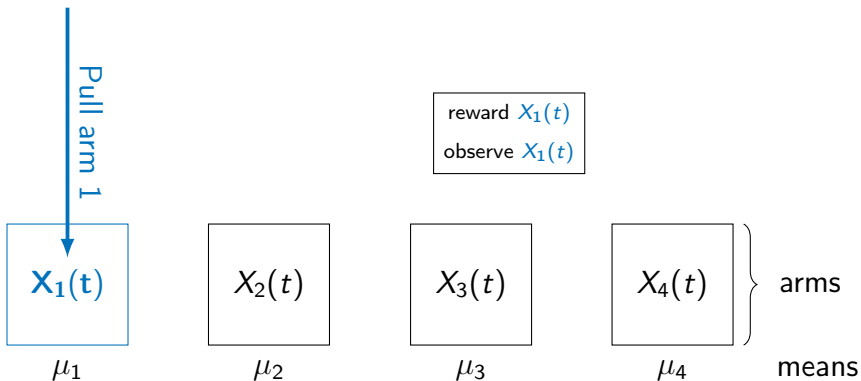 Pull arm 1
reward X₁(t)
observe X₁(t)
X₁(t) X₂(t) X₃(t) X₄(t) arms
μ₁ μ₂ μ₃ μ₄ means